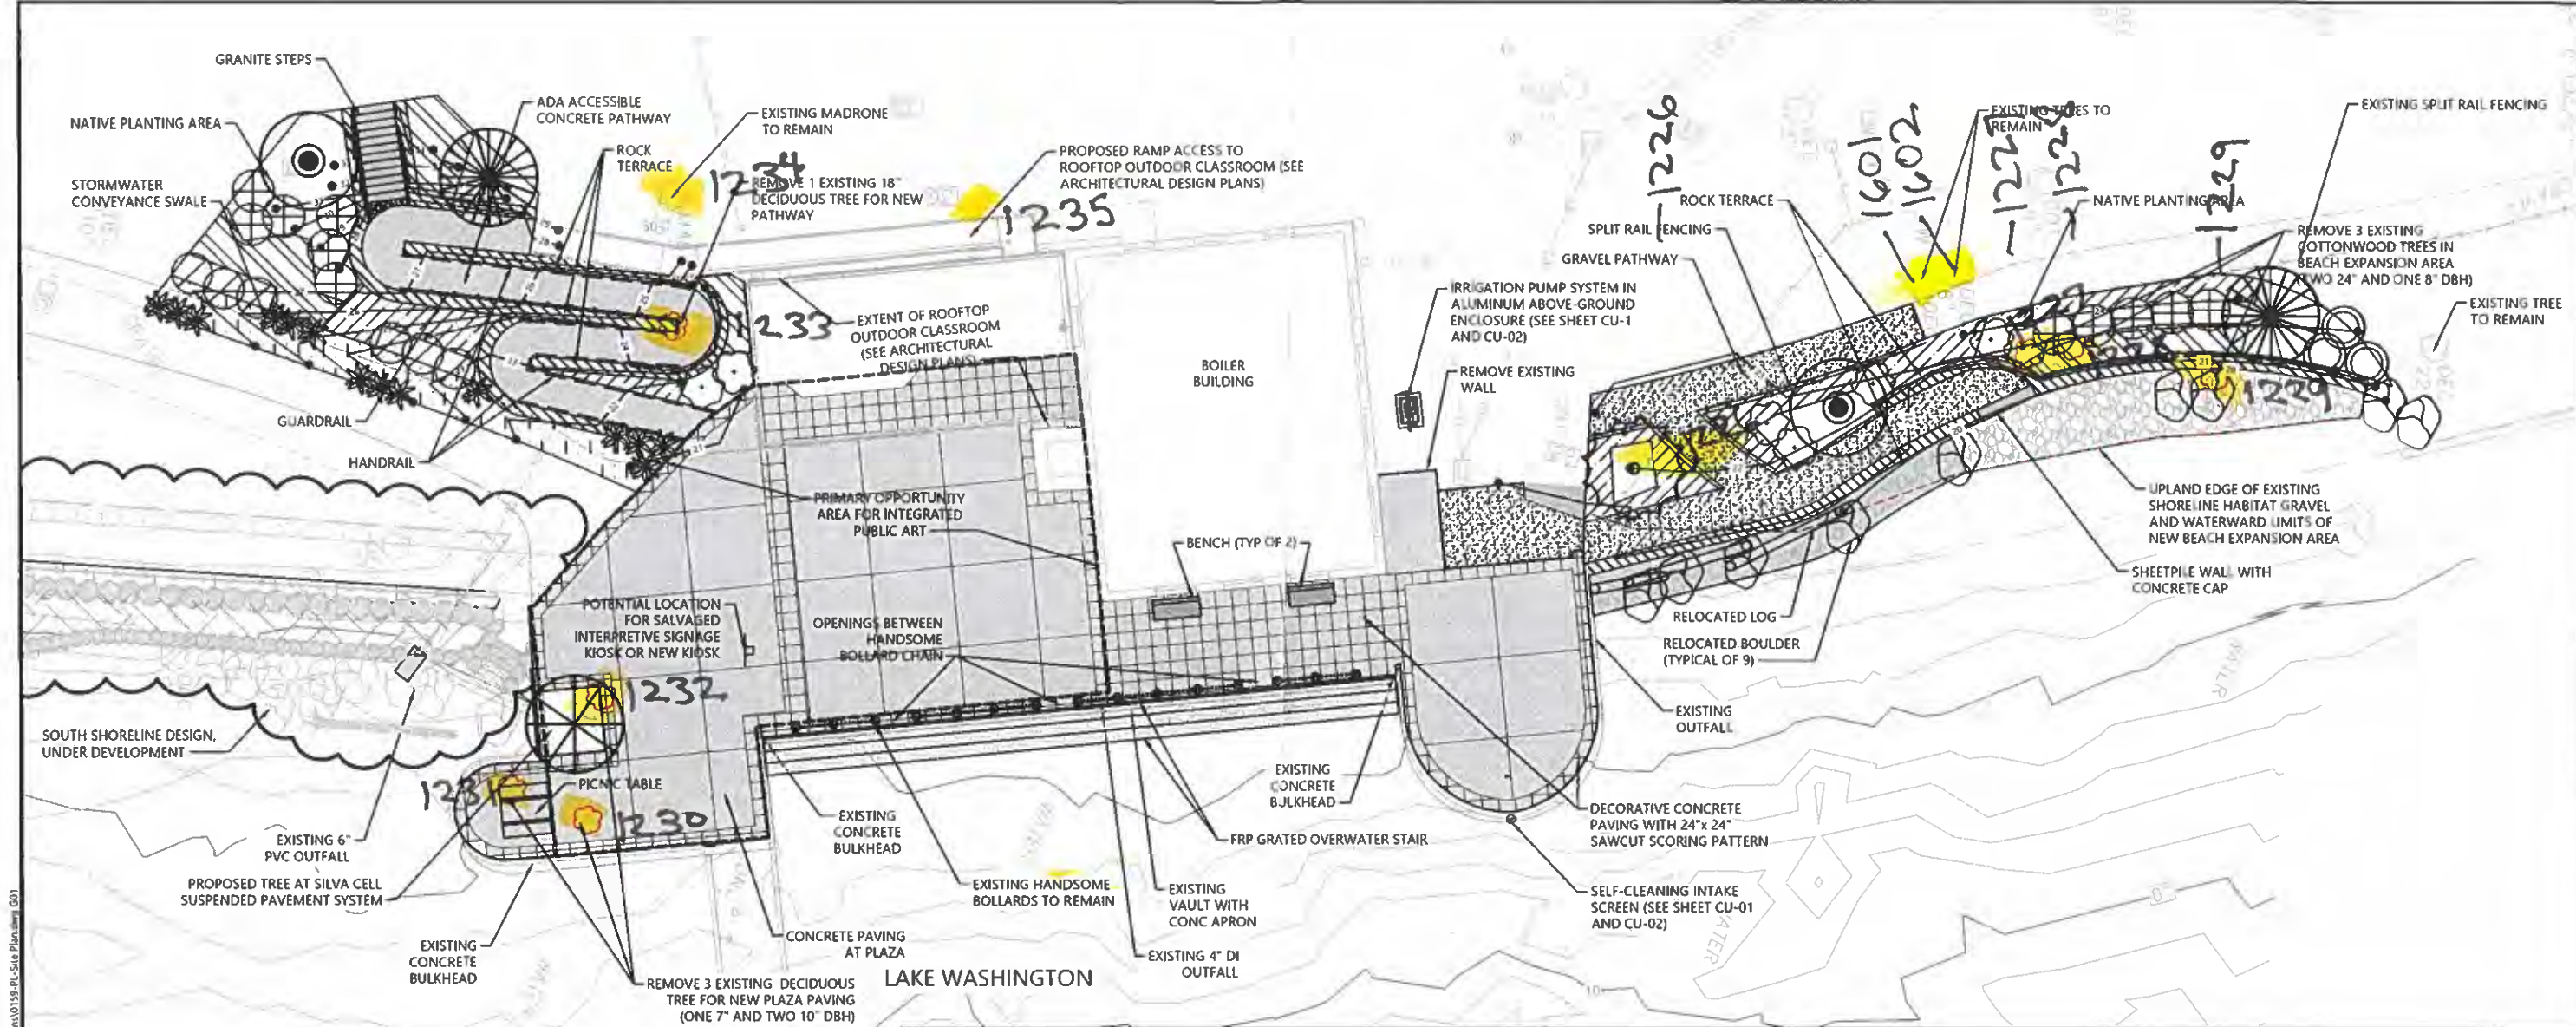 GRANITE STEPS
NATIVE PLANTING AREA
STORMWATER
CONVEYANCE SWALE
ADA ACCESSIBLE
CONCRETE PATHWAY
ROCK
TERRACE
EXISTING MADRONE
TO REMAIN
1234
REMOVE 1 EXISTING 18"
DECIDUOUS TREE FOR NEW
PATHWAY
PROPOSED RAMP ACCESS TO
ROOFTOP OUTDOOR CLASSROOM (SEE
ARCHITECTURAL DESIGN PLANS)
1235
1233
EXTENT OF ROOFTOP
OUTDOOR CLASSROOM
(SEE ARCHITECTURAL
DESIGN PLANS)
GUARDRAIL
HANDRAIL
BOILER
BUILDING
1226
1601
1602
EXISTING TREES TO
REMAIN
1227
1228
1229
EXISTING SPLIT RAIL FENCING
ROCK TERRACE
SPLIT RAIL FENCING
GRAVEL PATHWAY
NATIVE PLANTING AREA
REMOVE 3 EXISTING
COTTONWOOD TREES IN
BEACH EXPANSION AREA
(TWO 24" AND ONE 8" DBH)
IRRIGATION PUMP SYSTEM IN
ALUMINUM ABOVE-GROUND
ENCLOSURE (SEE SHEET CU-1
AND CU-02)
REMOVE EXISTING
WALL
EXISTING TREE
TO REMAIN
1229
PRIMARY OPPORTUNITY
AREA FOR INTEGRATED
PUBLIC ART
BENCH (TYP OF 2)
UPLAND EDGE OF EXISTING
SHORELINE HABITAT GRAVEL
AND WATERWARD LIMITS OF
NEW BEACH EXPANSION AREA
SHEETPILE WALL WITH
CONCRETE CAP
RELOCATED LOG
RELOCATED BOULDER
(TYPICAL OF 9)
POTENTIAL LOCATION
FOR SALVAGED
INTERPRETIVE SIGNAGE
KIOSK OR NEW KIOSK
OPENINGS BETWEEN
HANDSOME
BOLLARD CHAIN
1232
EXISTING
OUTFALL
SOUTH SHORELINE DESIGN,
UNDER DEVELOPMENT
1231
PICNIC TABLE
1230
EXISTING 6"
PVC OUTFALL
PROPOSED TREE AT SILVA CELL
SUSPENDED PAVEMENT SYSTEM
EXISTING
CONCRETE
BULKHEAD
EXISTING
CONCRETE
BULKHEAD
EXISTING
CONCRETE
BULKHEAD
FRP GRATED OVERWATER STAIR
DECORATIVE CONCRETE
PAVING WITH 24"x 24"
SAWCUT SCORING PATTERN
EXISTING HANDSOME
BOLLARDS TO REMAIN
EXISTING
VAULT WITH
CONC APRON
SELF-CLEANING INTAKE
SCREEN (SEE SHEET CU-01
AND CU-02)
CONCRETE PAVING
AT PLAZA
EXISTING 4" DI
OUTFALL
LAKE WASHINGTON
REMOVE 3 EXISTING DECIDUOUS
TREE FOR NEW PLAZA PAVING
(ONE 7" AND TWO 10" DBH)
WATER